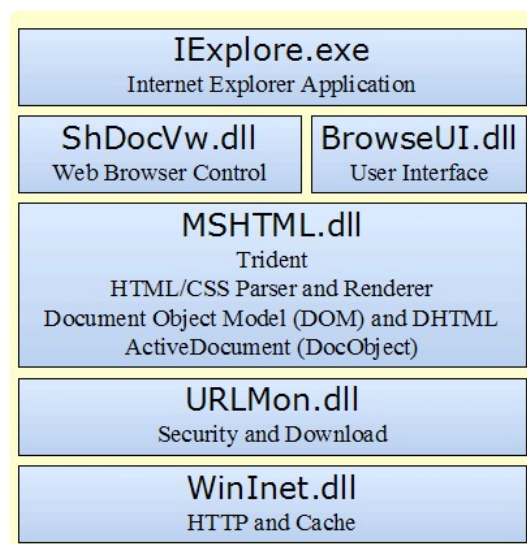 IExplore.exe
Internet Explorer Application
ShDocVw.dll
Web Browser Control
BrowseUI.dll
User Interface
MSHTML.dll
Trident
HTML/CSS Parser and Renderer
Document Object Model (DOM) and DHTML
ActiveDocument (DocObject)
URLMon.dll
Security and Download
WinInet.dll
HTTP and Cache